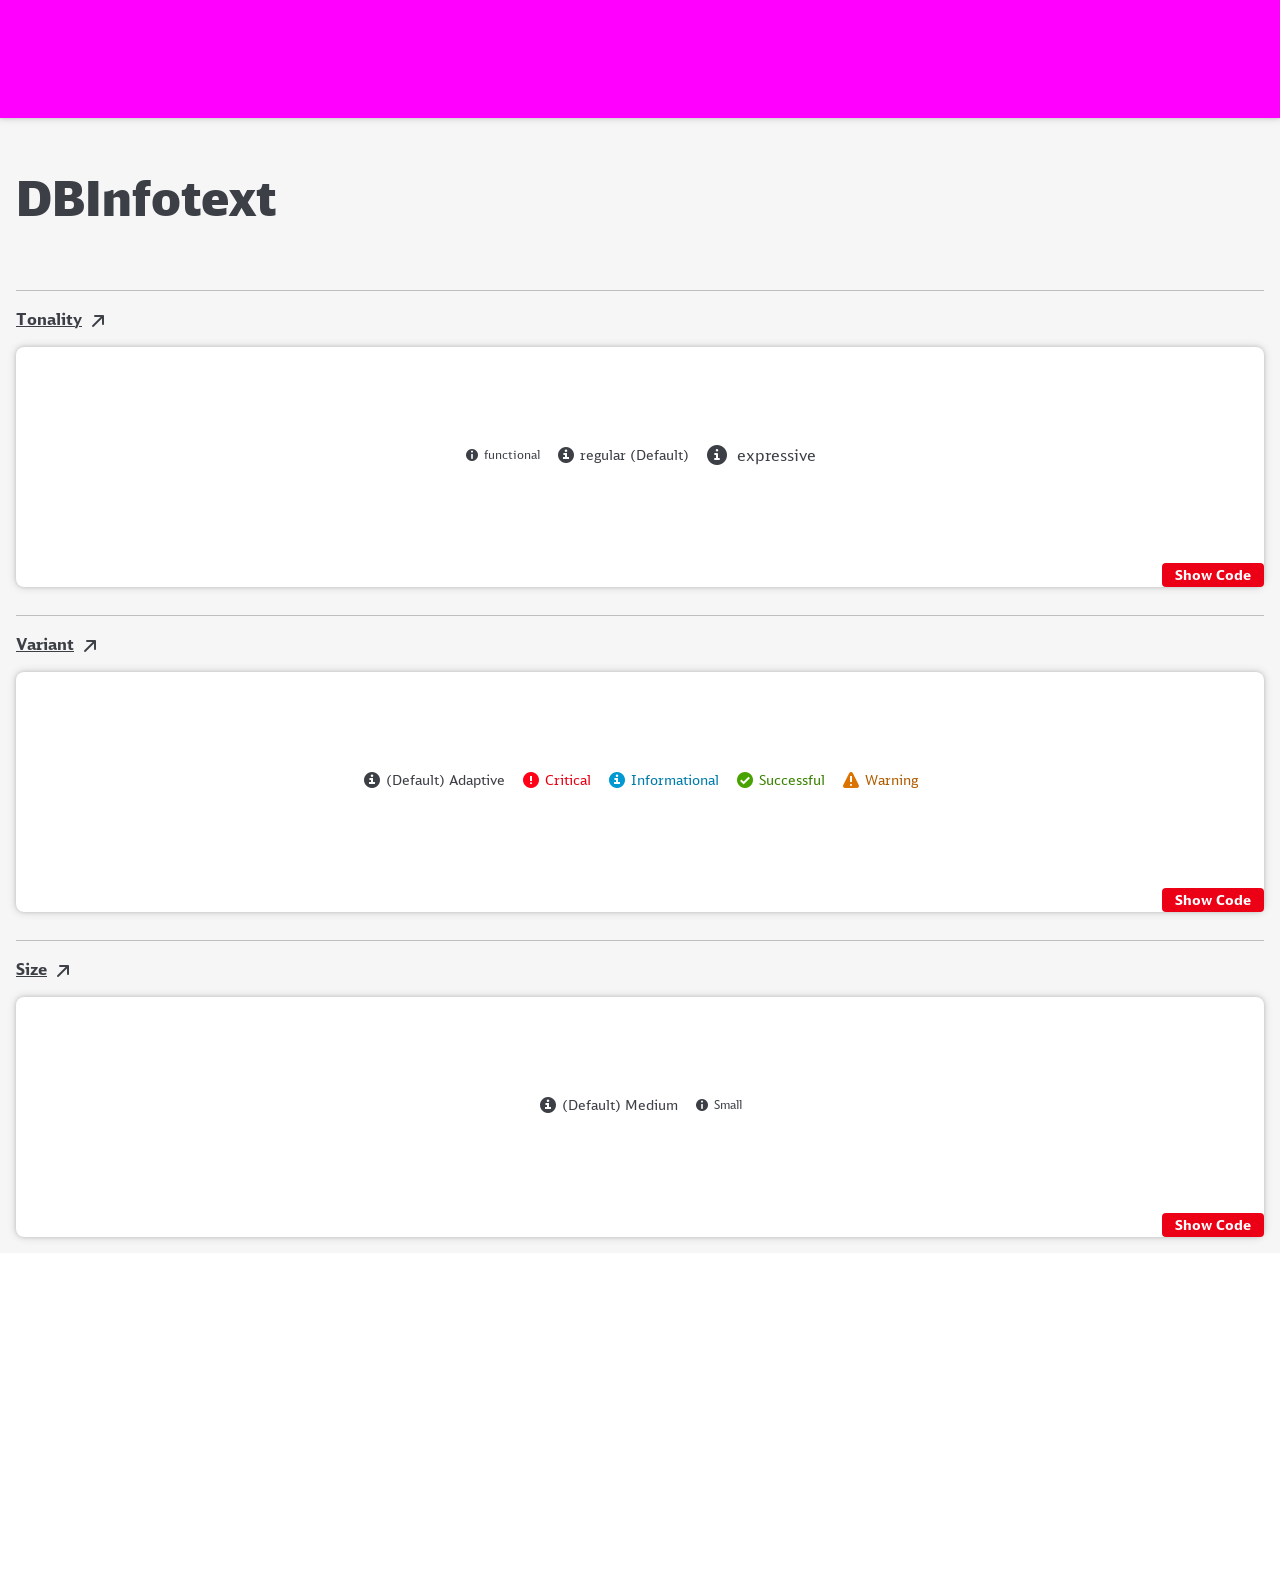 DBInfotext
Tonality
functional regular (Default) expressive
Show Code
Variant
(Default) Adaptive Critical Informational Successful Warning
Show Code
Size
(Default) Medium Small
Show Code